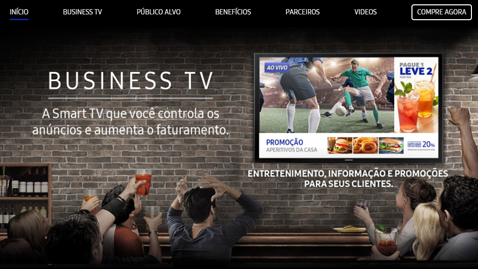 INÍCIO
BUSINESS TV
PÚBLICO ALVO
BENEFÍCIOS
PARCEIROS
VIDEOS
COMPRE AGORA
BUSINESS TV
A Smart TV que você controla os
anúncios e aumenta o faturamento.
AO VIVO
PAGUE 1
LEVE 2
PROMOÇÃO
APERITIVOS DA CASA
20%
ENTRETENIMENTO, INFORMAÇÃO E PROMOÇÕES
PARA SEUS CLIENTES.